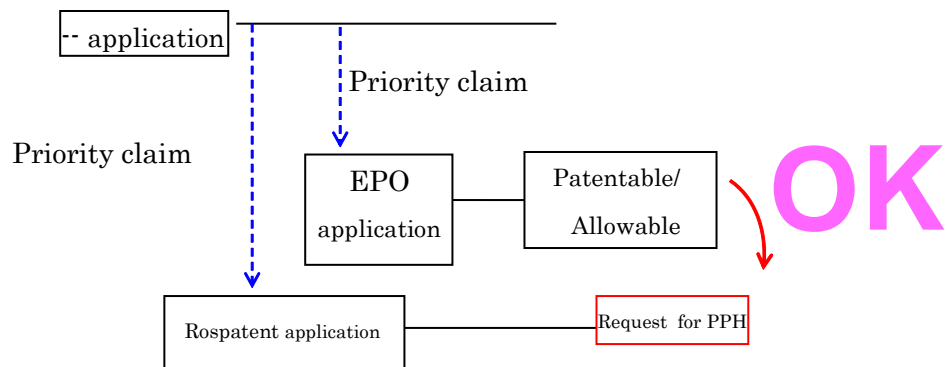 -- application
Priority claim
Priority claim
EPO
application
Patentable/
Allowable
OK
Rospatent application
Request for PPH